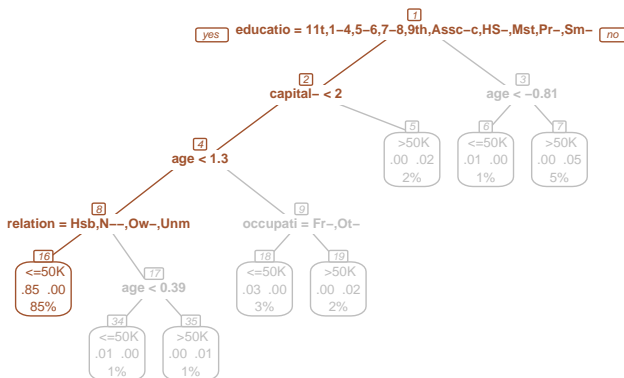 1
yes educatio = 11t,1−4,5−6,7−8,9th,Assc−c,HS−,Mst,Pr−,Sm− no
2 3
capital− < 2 age < −0.81
4 5 6 7
age < 1.3 >50K <=50K >50K
.00 .02 .01 .00 .00 .05
2% 1% 5%
8 9
relation = Hsb,N−−,Ow−,Unm occupati = Fr−,Ot−
16 17 18 19
<=50K age < 0.39 <=50K >50K
.85 .00 .03 .00 .00 .02
85% 3% 2%
34 35
<=50K >50K
.01 .00 .00 .01
1% 1%